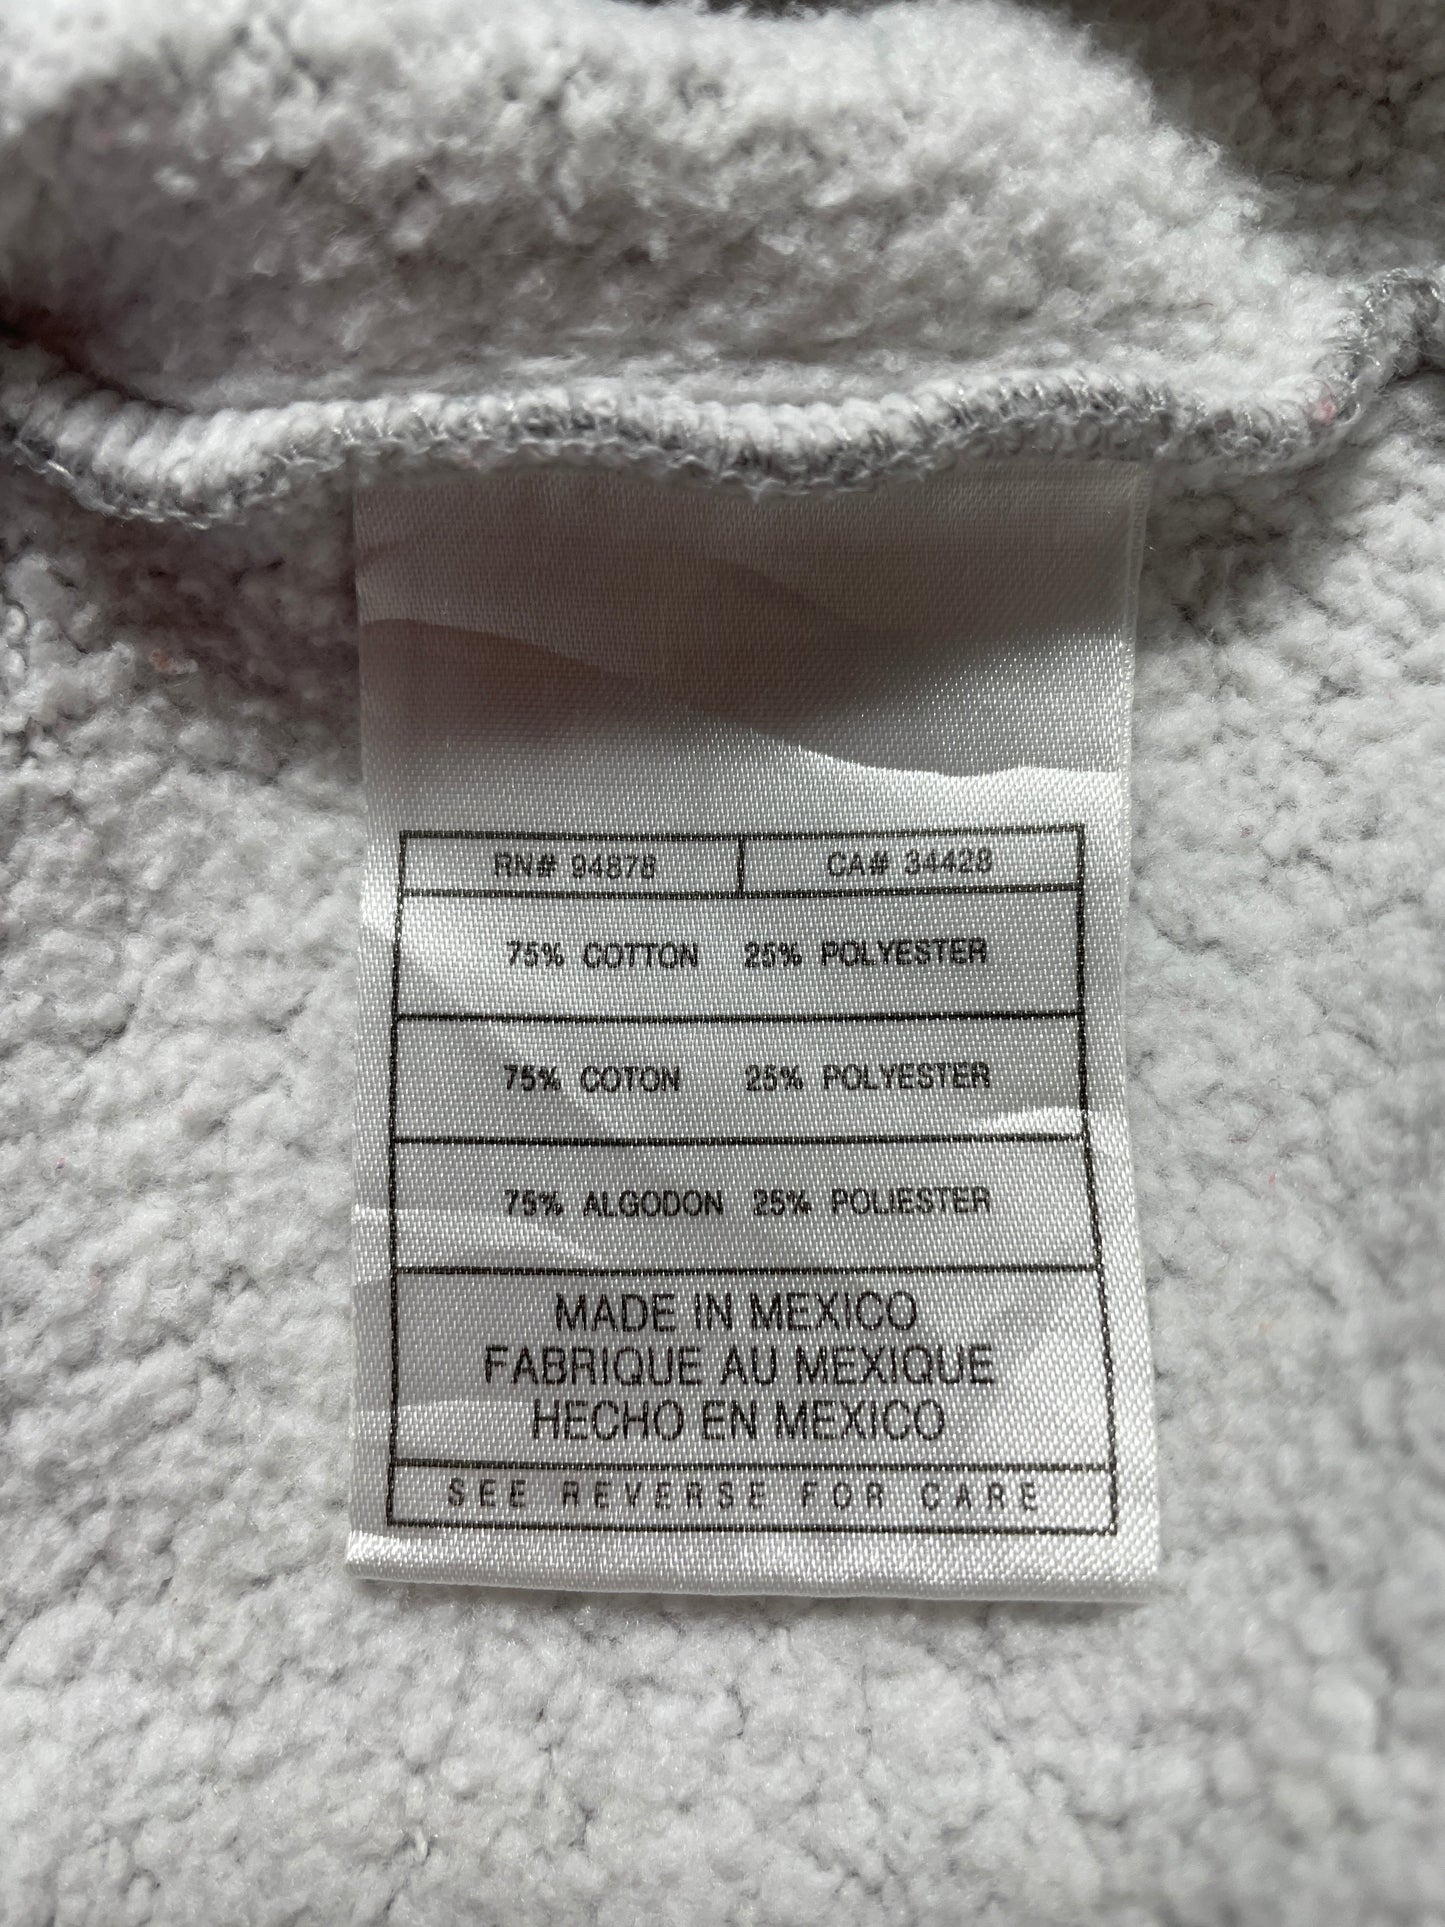 RN# 94878 CA# 34428
75% COTTON 25% POLYESTER
75% COTON 25% POLYESTER
75% ALGODON 25% POLIESTER
MADE IN MEXICO
FABRIQUE AU MEXIQUE
HECHO EN MEXICO
SEE REVERSE FOR CARE